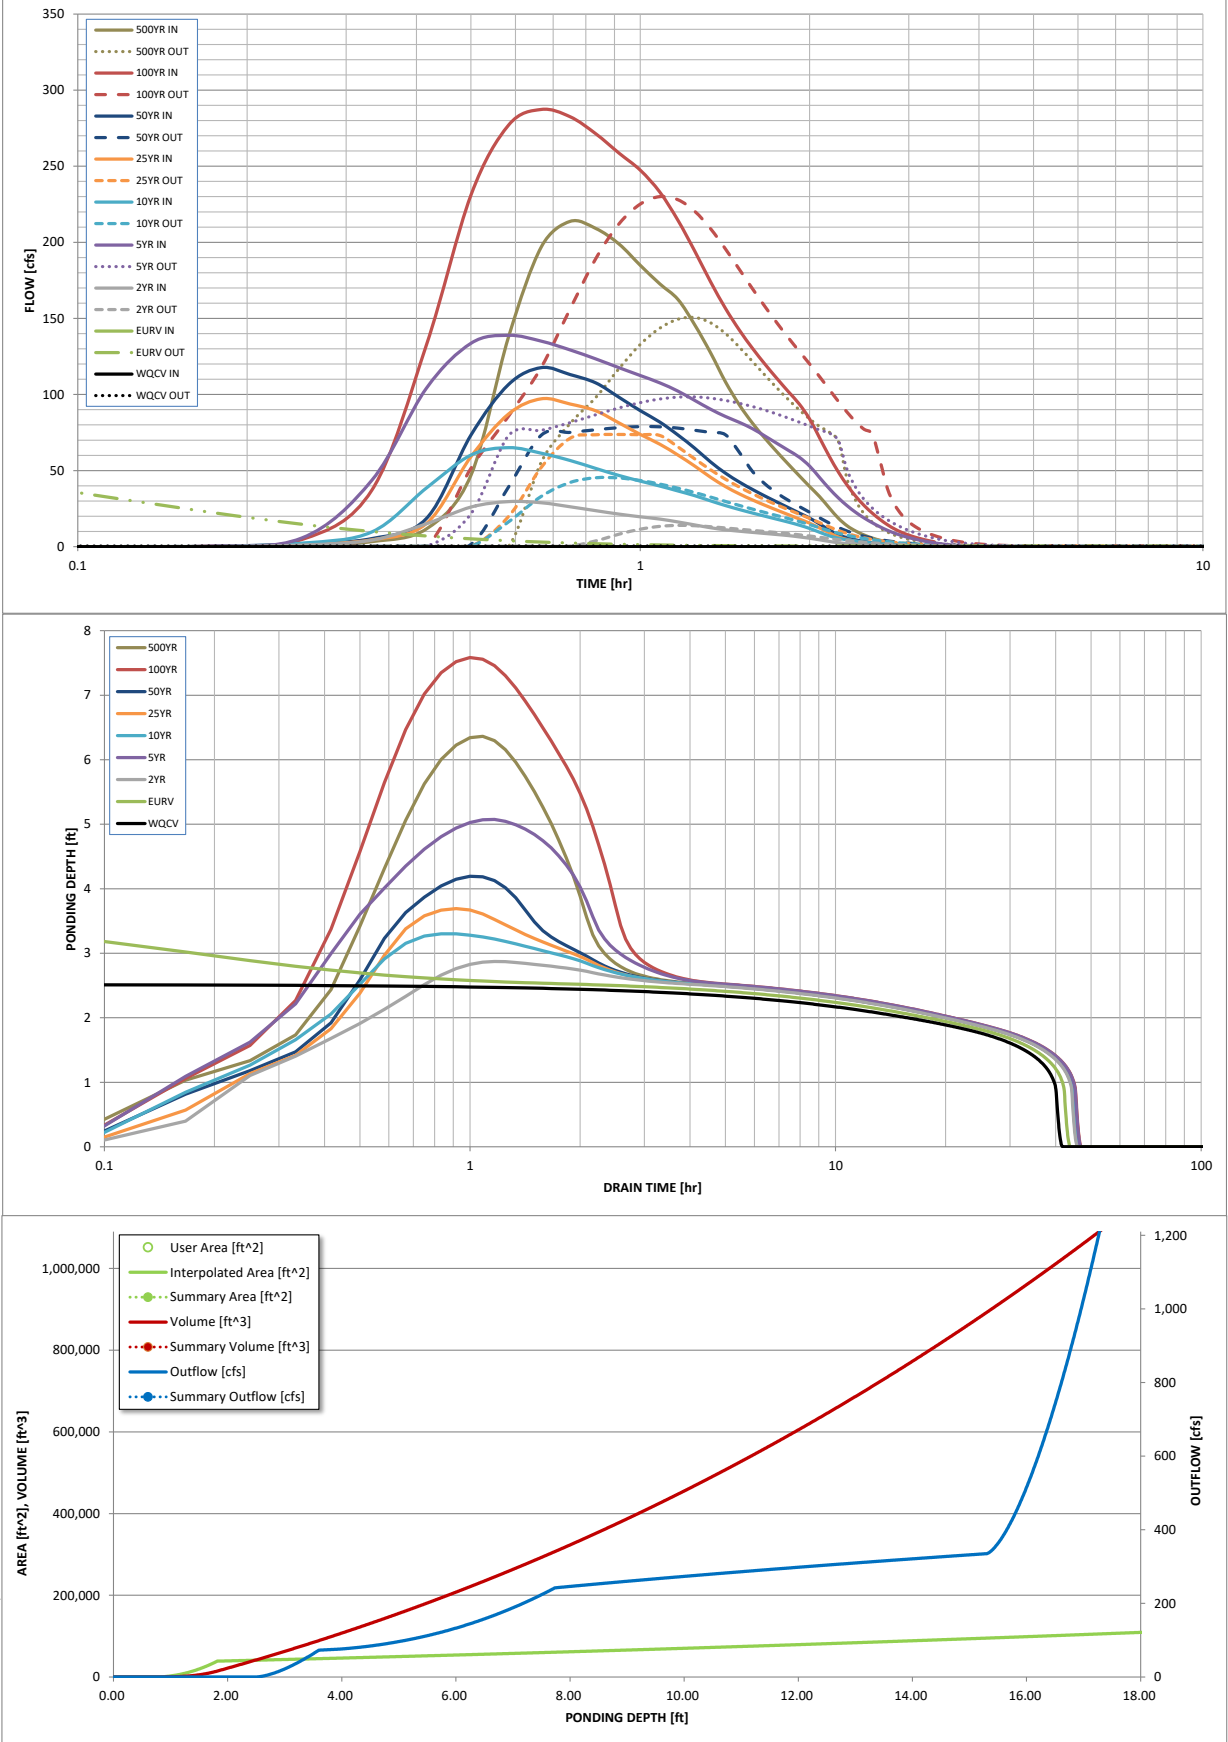 350
300
250
200
150
100
50
0
FLOW [cfs]
500YR IN
500YR OUT
100YR IN
100YR OUT
50YR IN
50YR OUT
25YR IN
25YR OUT
10YR IN
10YR OUT
5YR IN
5YR OUT
2YR IN
2YR OUT
EURV IN
EURV OUT
WQCV IN
WQCV OUT
0.1 1 10
TIME [hr]
8
7
6
5
4
3
2
1
0
PONDING DEPTH [ft]
500YR
100YR
50YR
25YR
10YR
5YR
2YR
EURV
WQCV
0.1 1 10 100
DRAIN TIME [hr]
User Area [ft^2]
Interpolated Area [ft^2]
Summary Area [ft^2]
Volume [ft^3]
Summary Volume [ft^3]
Outflow [cfs]
Summary Outflow [cfs]
1,000,000
800,000
600,000
400,000
200,000
0
AREA [ft^2], VOLUME [ft^3]
1,200
1,000
800
600
400
200
0
OUTFLOW [cfs]
0.00 2.00 4.00 6.00 8.00 10.00 12.00 14.00 16.00 18.00
PONDING DEPTH [ft]